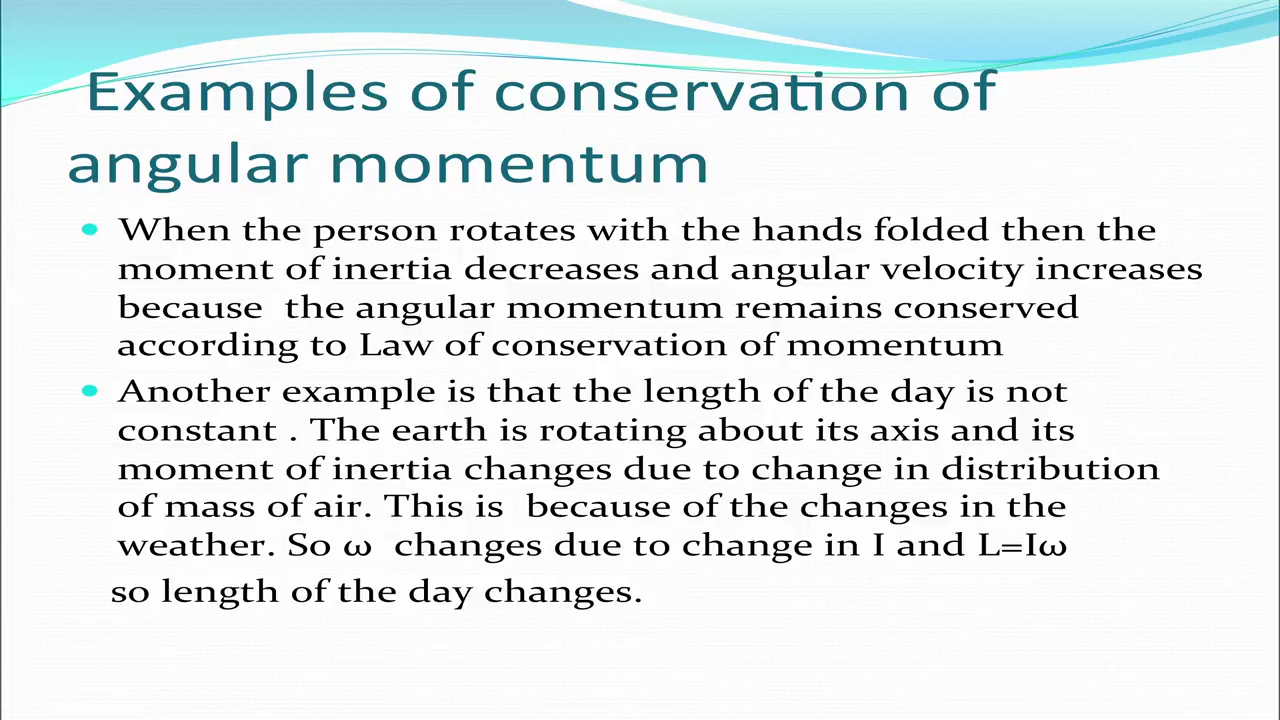 Examples of conservation of
angular momentum
• When the person rotates with the hands folded then the
moment of inertia decreases and angular velocity increases
because the angular momentum remains conserved
according to Law of conservation of momentum
• Another example is that the length of the day is not
constant . The earth is rotating about its axis and its
moment of inertia changes due to change in distribution
of mass of air. This is because of the changes in the
weather. So ω changes due to change in I and L=Iω
so length of the day changes.